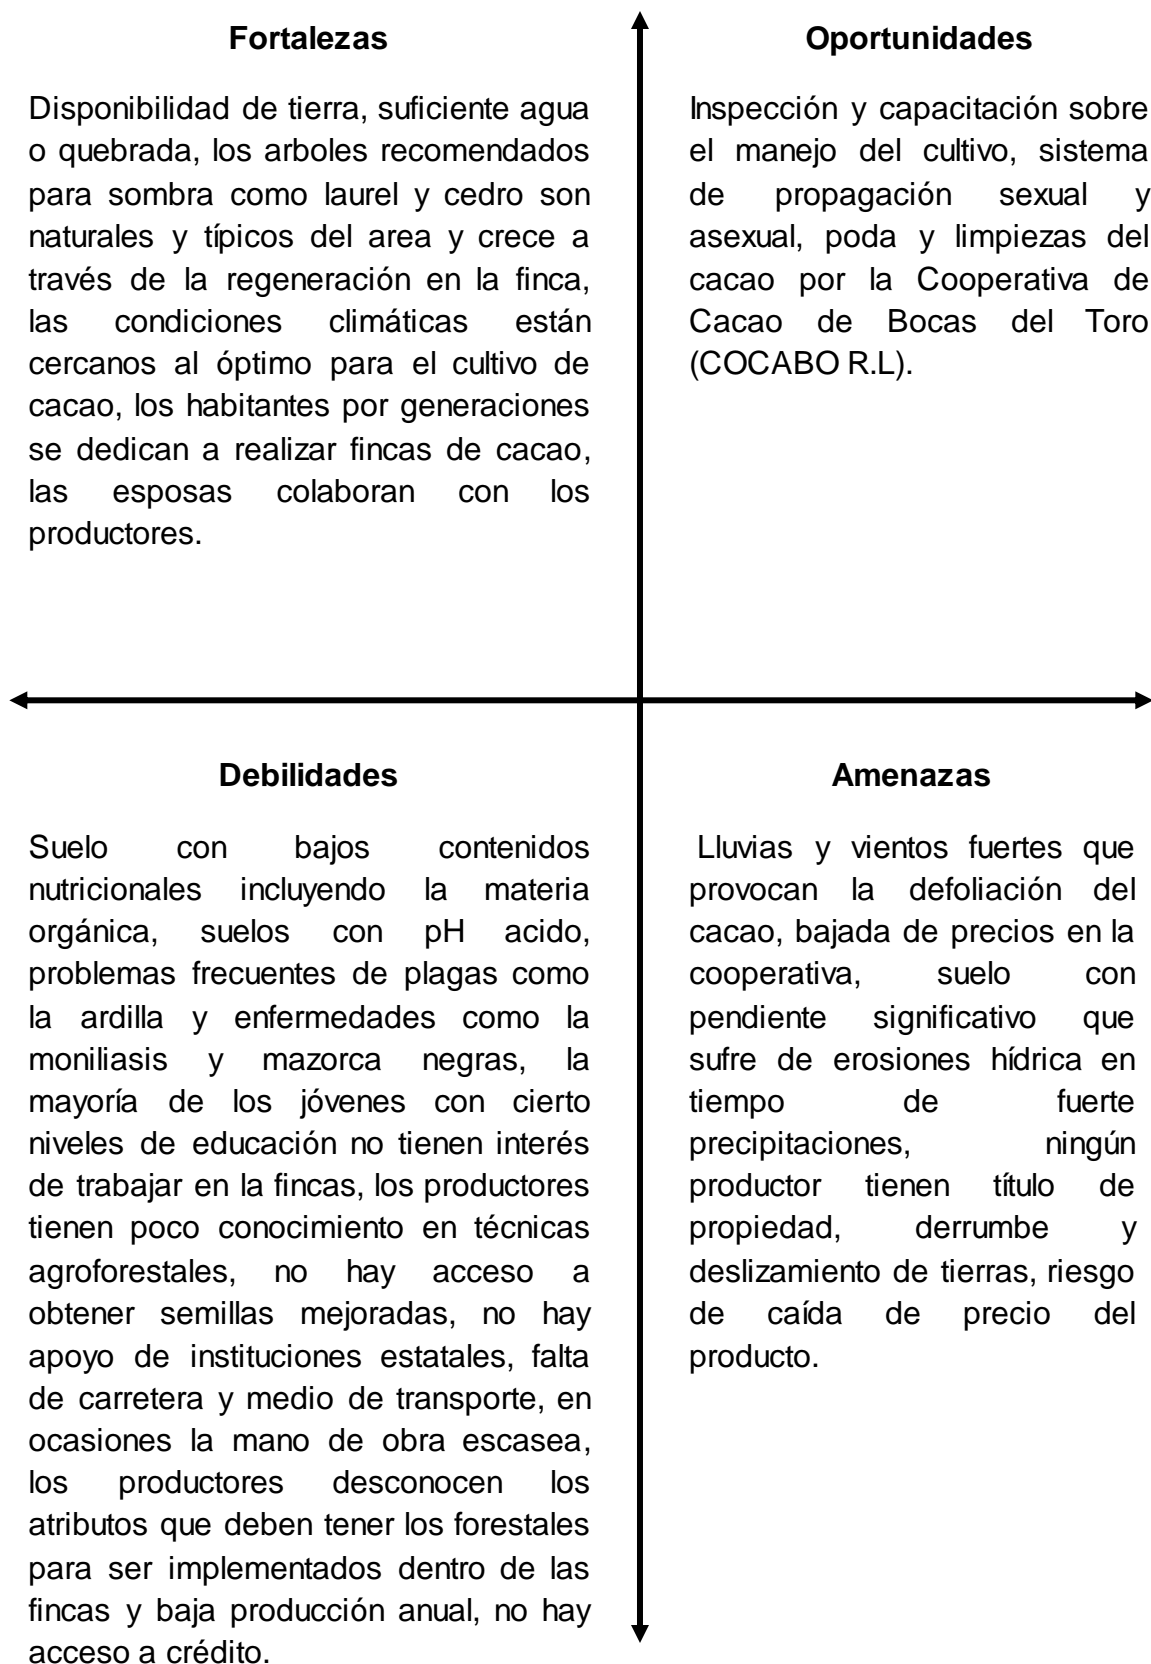 Fortalezas
Disponibilidad de tierra, suficiente agua
o quebrada, los arboles recomendados
para sombra como laurel y cedro son
naturales y típicos del area y crece a
través de la regeneración en la finca,
las condiciones climáticas están
cercanos al óptimo para el cultivo de
cacao, los habitantes por generaciones
se dedican a realizar fincas de cacao,
las esposas colaboran con los
productores.
Oportunidades
Inspección y capacitación sobre
el manejo del cultivo, sistema
de propagación sexual y
asexual, poda y limpiezas del
cacao por la Cooperativa de
Cacao de Bocas del Toro
(COCABO R.L).
Debilidades
Suelo con bajos contenidos
nutricionales incluyendo la materia
orgánica, suelos con pH acido,
problemas frecuentes de plagas como
la ardilla y enfermedades como la
moniliasis y mazorca negras, la
mayoría de los jóvenes con cierto
niveles de educación no tienen interés
de trabajar en la fincas, los productores
tienen poco conocimiento en técnicas
agroforestales, no hay acceso a
obtener semillas mejoradas, no hay
apoyo de instituciones estatales, falta
de carretera y medio de transporte, en
ocasiones la mano de obra escasea,
los productores desconocen los
atributos que deben tener los forestales
para ser implementados dentro de las
fincas y baja producción anual, no hay
acceso a crédito.
Amenazas
Lluvias y vientos fuertes que
provocan la defoliación del
cacao, bajada de precios en la
cooperativa, suelo con
pendiente significativo que
sufre de erosiones hídrica en
tiempo de fuerte
precipitaciones, ningún
productor tienen título de
propiedad, derrumbe y
deslizamiento de tierras, riesgo
de caída de precio del
producto.